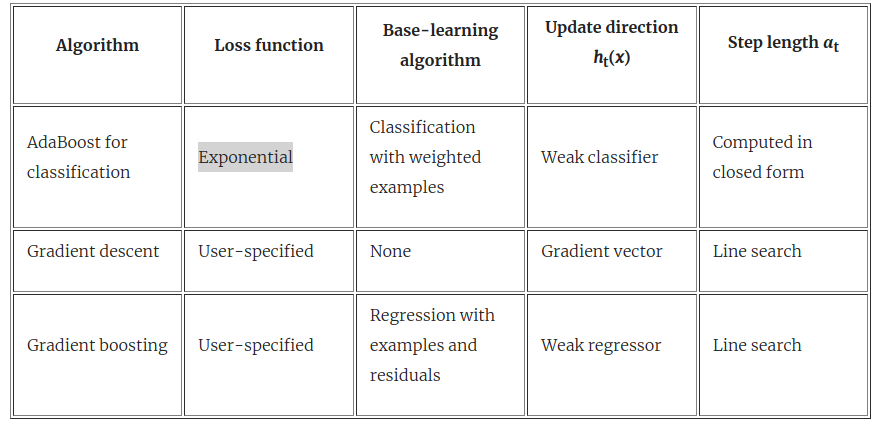 Algorithm
Loss function
Base-learning
algorithm
Update direction
hₜ(x)
Step length αₜ
AdaBoost for
classification
Exponential
Classification
with weighted
examples
Weak classifier
Computed in
closed form
Gradient descent
User-specified
None
Gradient vector
Line search
Gradient boosting
User-specified
Regression with
examples and
residuals
Weak regressor
Line search